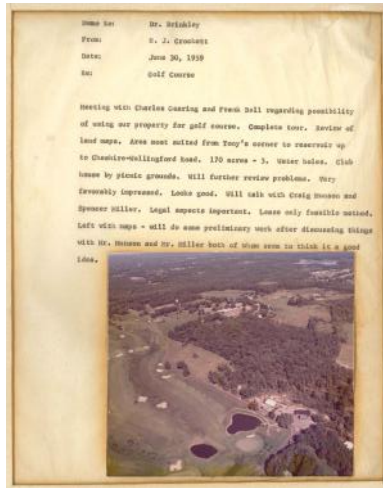 Memo to: Dr. Brinkley
From: U. J. Crockett
Date: June 30, 1959
Re: Golf Course
Meeting with Charles Goaring and Frank Doll regarding possibility
of using our property for golf course. Complete tour. Review of
land maps. Area most suited from Tony's corner to reservoir up
to Cheshire-Wallingford Road. 170 acres - 3. Water holes. Club
house by picnic grounds. Will further review problems. Very
favorably impressed. Looks good. Will talk with Craig Munson and
Spencer Miller. Legal aspects important. Lease only feasible method.
Left with maps - will do some preliminary work after discussing things
with Mr. Munson and Mr. Miller both of whom seem to think it a good
idea.